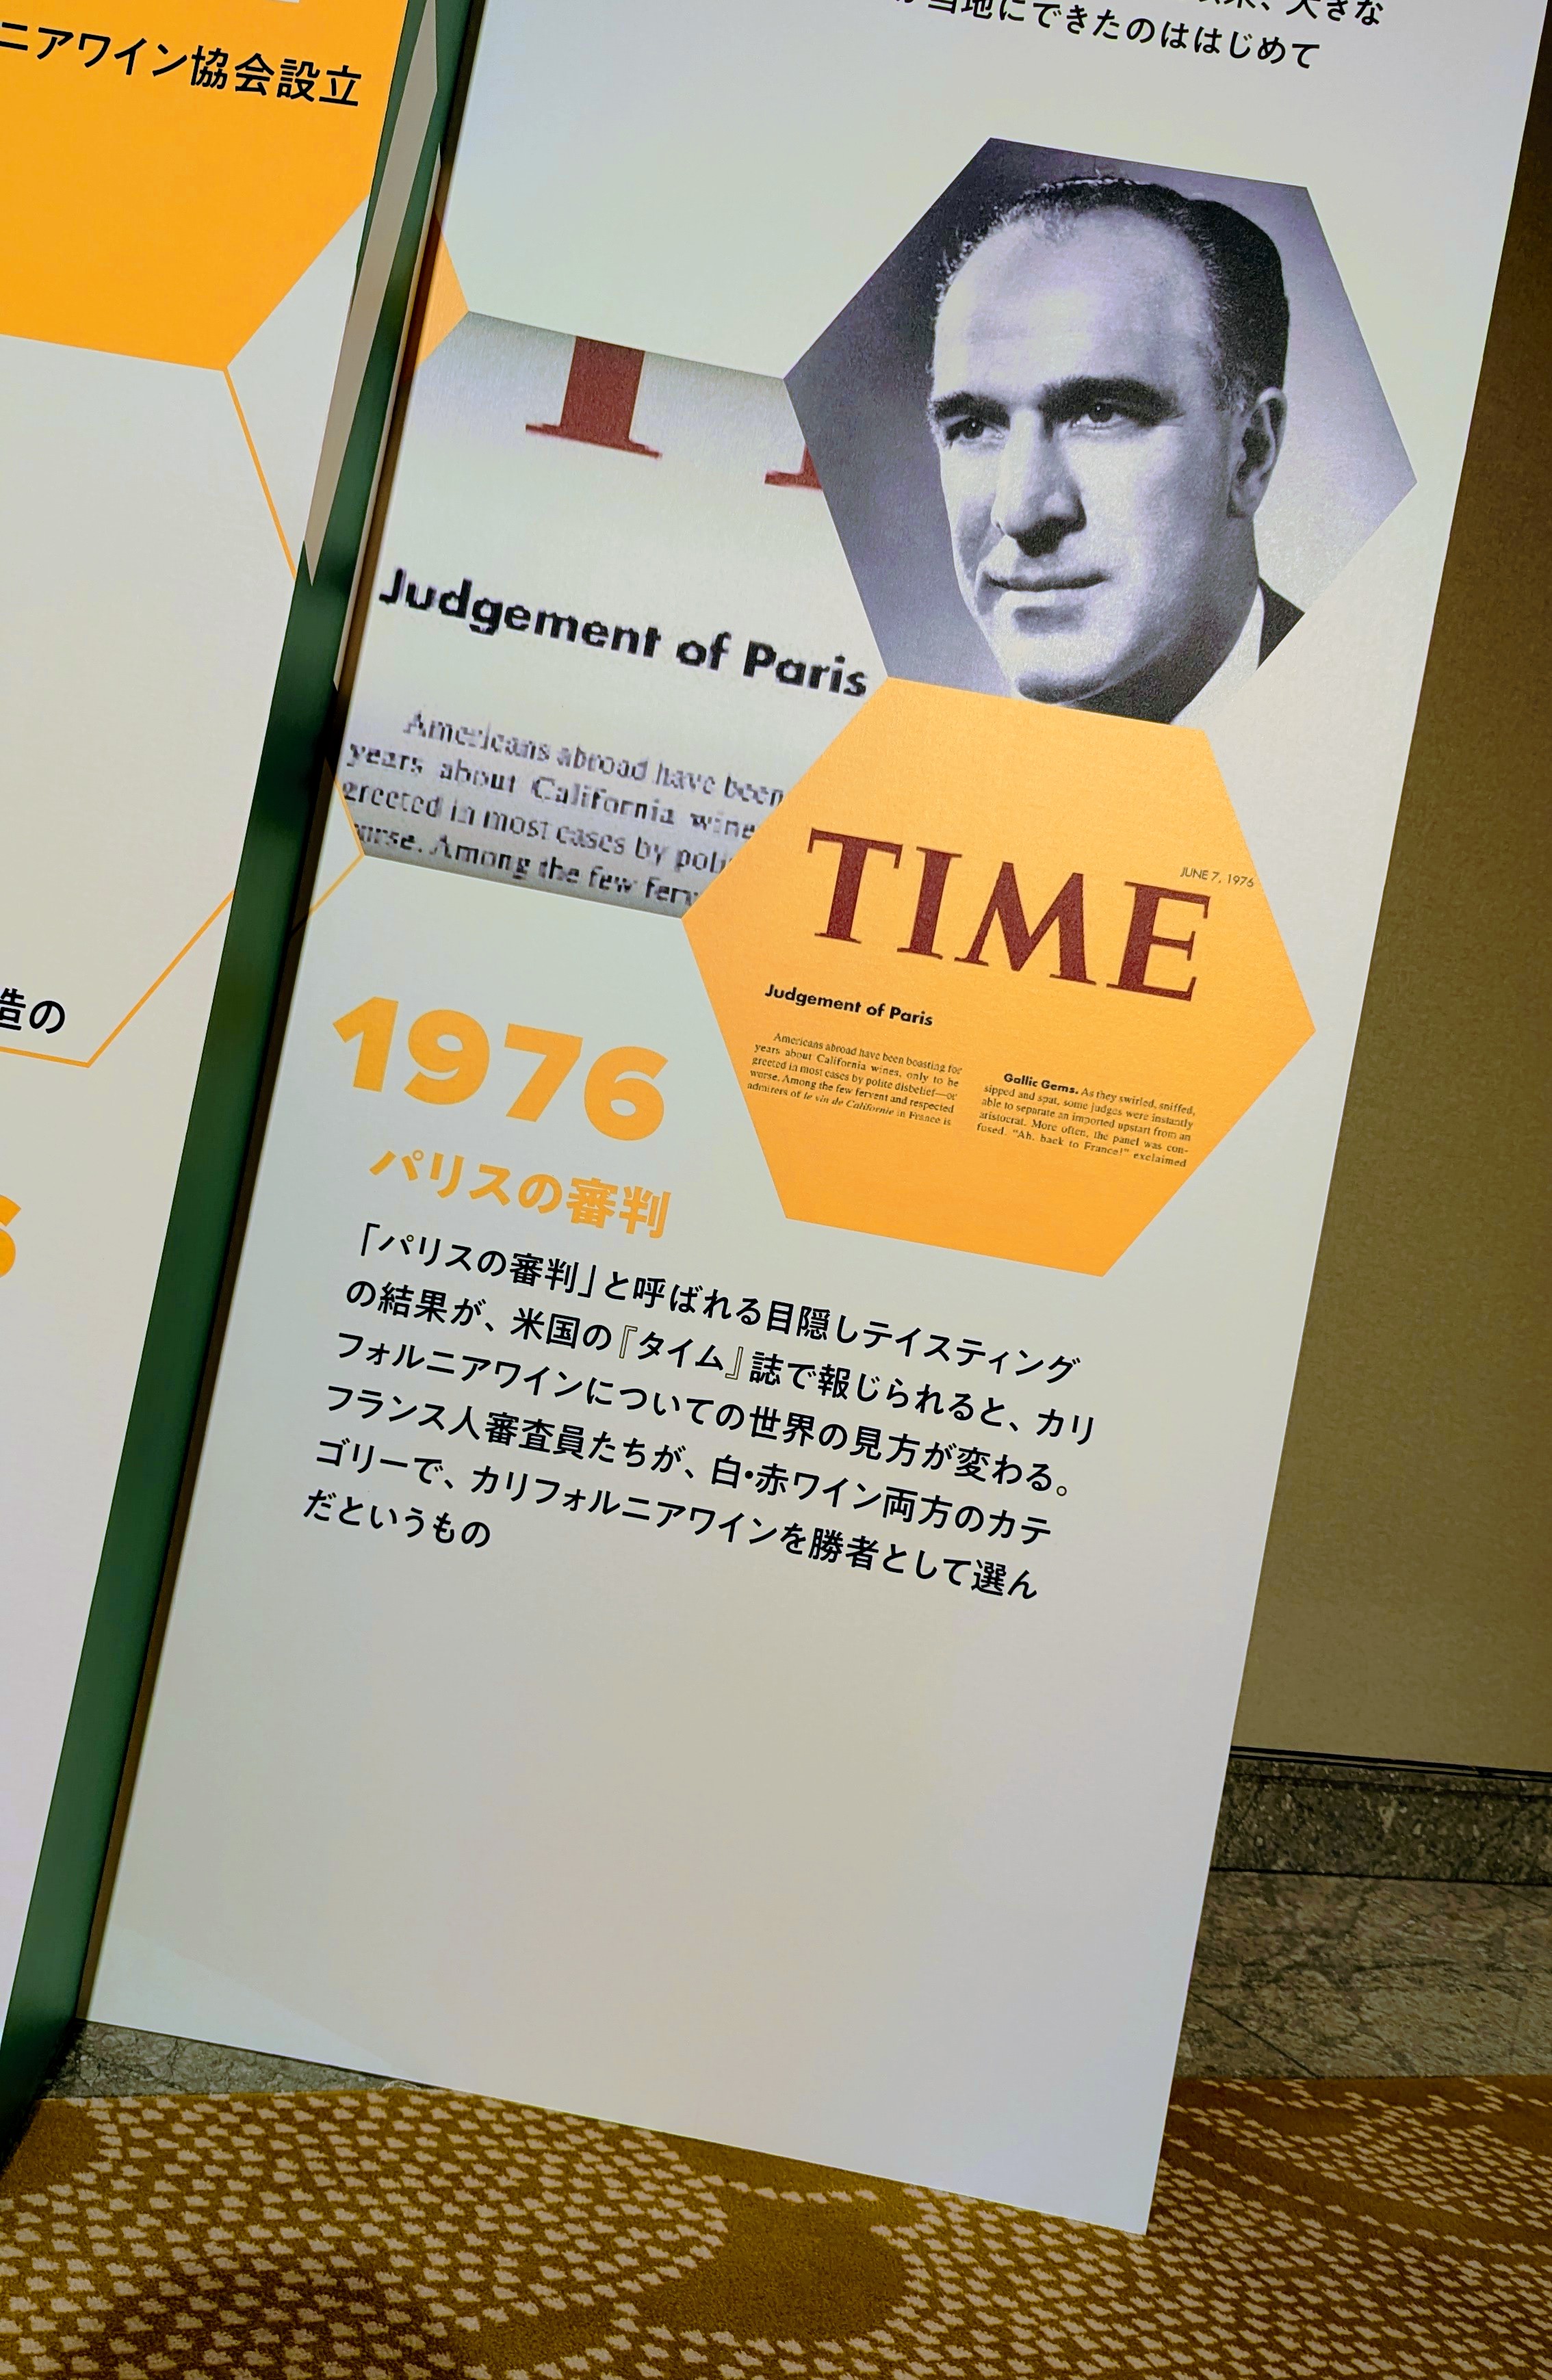 ニアワイン協会設立
造の
大きな
当地にできたのははじめて
Judgement of Paris
Americans abroad have been
years about California wine
greeted in most cases by poli
urse. Among the few ferv
TIME
JUNE 7, 1976
Judgement of Paris
Americans abroad have been boasting for
years about California wines, only to be
greeted in most cases by polite disbelief—or
worse. Among the few fervent and respected
admirers of le vin de Californie in France is
Gallic Gems. As they swirled, sniffed,
sipped and spat, some judges were instantly
able to separate an imported upstart from an
aristocrat. More often, the panel was con-
fused. "Ah, back to France!" exclaimed
1976
パリスの審判
「パリスの審判」と呼ばれる目隠しテイスティング
の結果が、米国の『タイム』誌で報じられると、カリ
フォルニアワインについての世界の見方が変わる。
フランス人審査員たちが、白・赤ワイン両方のカテ
ゴリーで、カリフォルニアワインを勝者として選ん
だというもの